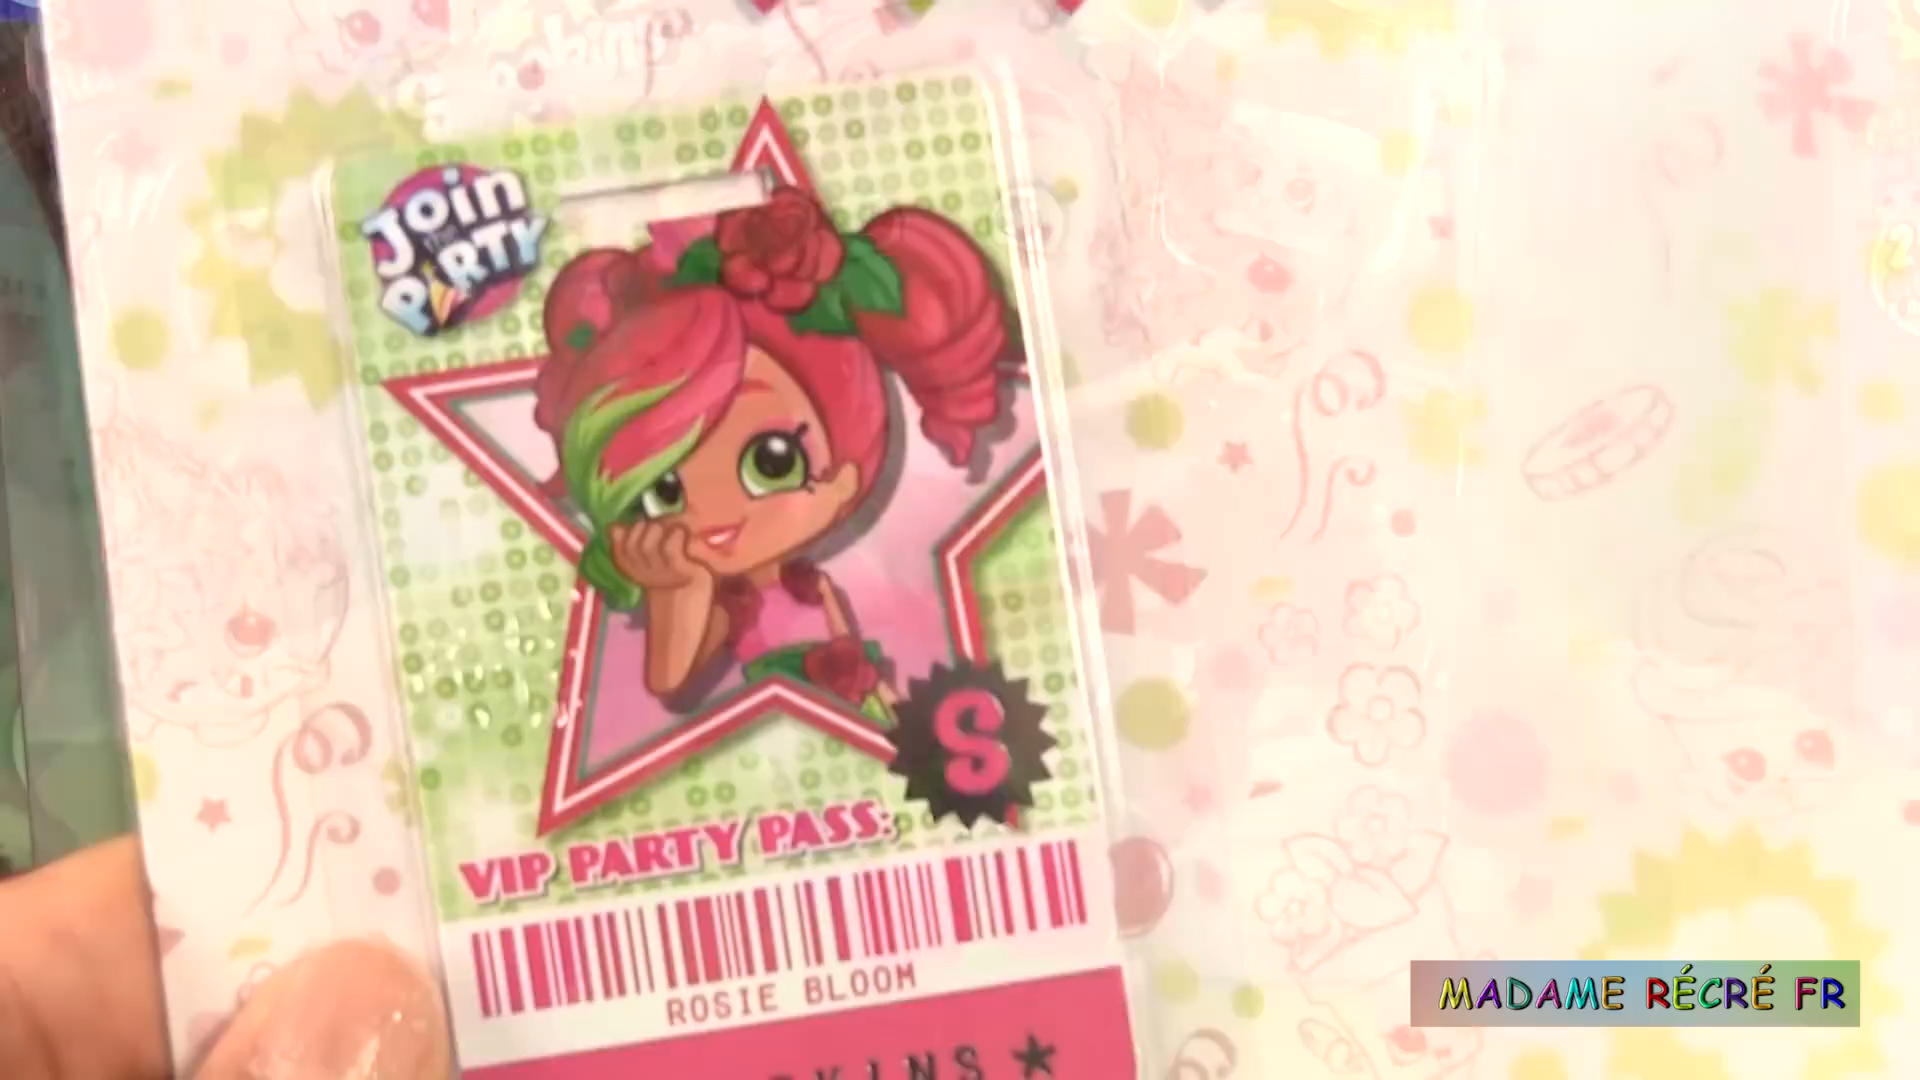 Join
the
PARTY
S
VIP PARTY PASS:
ROSIE BLOOM
MADAME RÉCRÉ FR